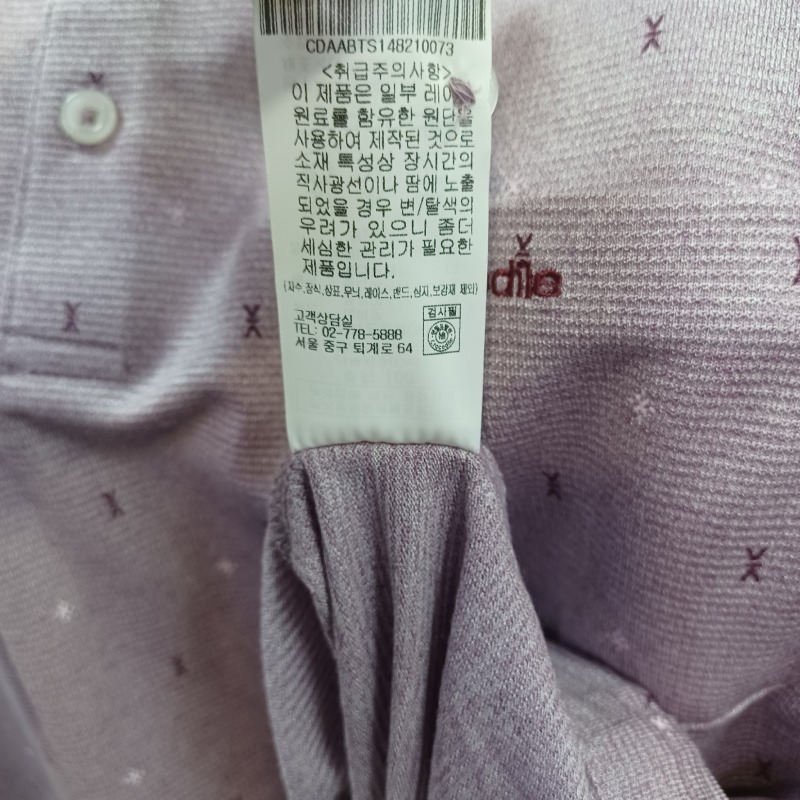 CDAABTS148210073
<취급주의사항>
이 제품은 일부
원료를 함유한 원단을
사용하여 제작된 것으로
소재 특성상 장시간의
직사광선이나 땀에 노출
되었을 경우 변/탈색의
우려가 있으니 좀더
세심한 관리가 필요한
제품입니다.
(자수,장식,상표,무늬,레이스,밴드,심지,보강재 제외)
고객상담실
TEL: 02-778-5888
서울 중구 퇴계로 64
검사필